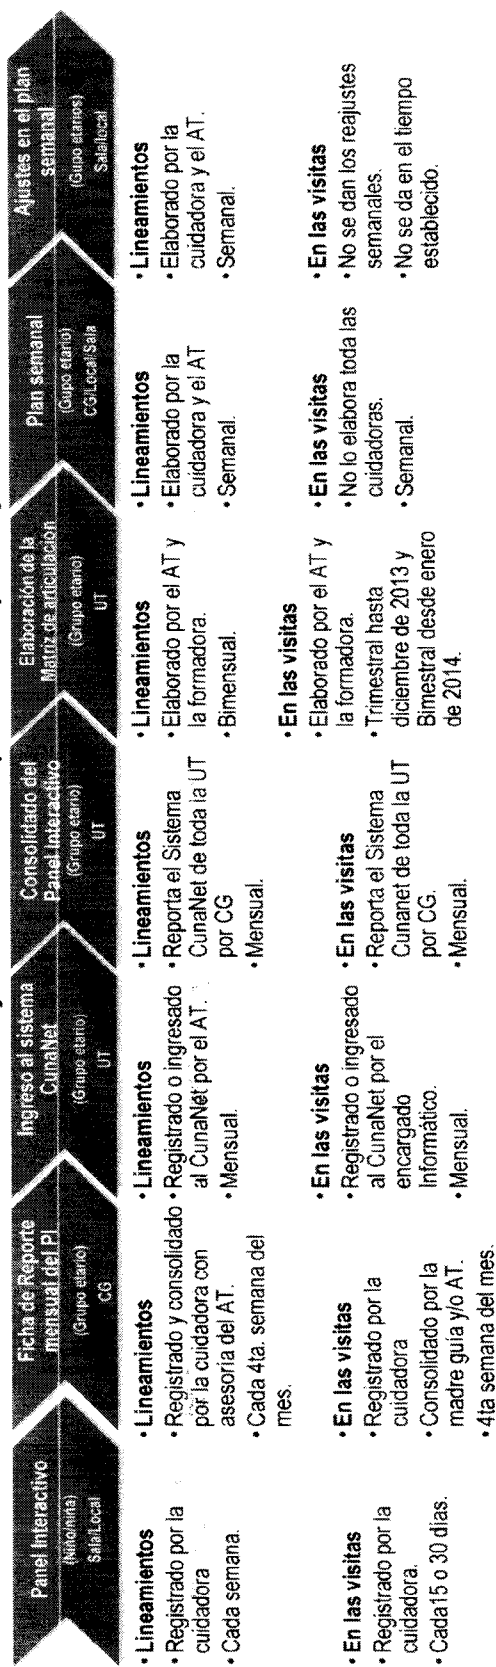 Panel Interactivo
(Niño/niña)
Sala/Local
• Lineamientos
• Registrado por la
cuidadora
• Cada semana.
• En las visitas
• Registrado por la
cuidadora.
• Cada15 o 30 días.
Ficha de Reporte
mensual del PI
(Grupo etario)
CG
• Lineamientos
• Registrado y consolidado
por la cuidadora con
asesoría del AT.
• Cada 4ta. semana del
mes.
• En las visitas
• Registrado por la
cuidadora
• Consolidado por la
madre guía y/o AT.
• 4ta semana del mes.
Ingreso al sistema
CunaNet
(Grupo etario)
UT
• Lineamientos
• Registrado o ingresado
al CunaNet por el AT.
• Mensual.
• En las visitas
• Registrado o ingresado
al CunaNet por el
encargado
Informático.
• Mensual.
Consolidado del
Panel Interactivo
(Grupo etario)
UT
• Lineamientos
• Reporta el Sistema
CunaNet de toda la UT
por CG
• Mensual.
• En las visitas
• Reporta el Sistema
Cunanet de toda la UT
por CG.
• Mensual.
Elaboración de la
Matriz de articulación
(Grupo etario)
UT
• Lineamientos
• Elaborado por el AT y
la formadora.
• Bimensual.
• En las visitas
• Elaborado por el AT y
la formadora.
• Trimestral hasta
diciembre de 2013 y
Bimestral desde enero
de 2014.
Plan semanal
(Gupo etario)
CG/Local/Sala
• Lineamientos
• Elaborado por la
cuidadora y el AT
• Semanal.
• En las visitas
• No lo elabora toda las
cuidadoras.
• Semanal.
Ajustes en el plan
semanal
(Gupo etarios)
Sala/local
• Lineamientos
• Elaborado por la
cuidadora y el AT.
• Semanal.
• En las visitas
• No se dan los reajustes
semanales.
• No se da en el tiempo
establecido.